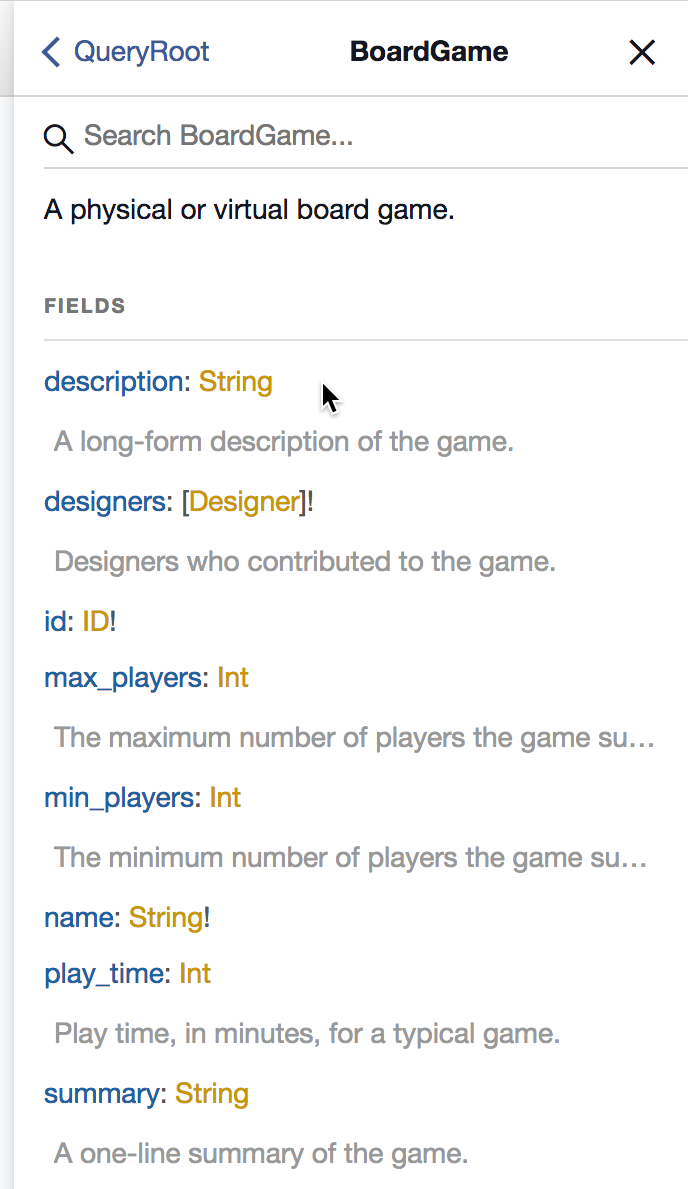 QueryRoot BoardGame
Search BoardGame...
A physical or virtual board game.
FIELDS
description: String
A long-form description of the game.
designers: [Designer]!
Designers who contributed to the game.
id: ID!
max_players: Int
The maximum number of players the game su…
min_players: Int
The minimum number of players the game su…
name: String!
play_time: Int
Play time, in minutes, for a typical game.
summary: String
A one-line summary of the game.